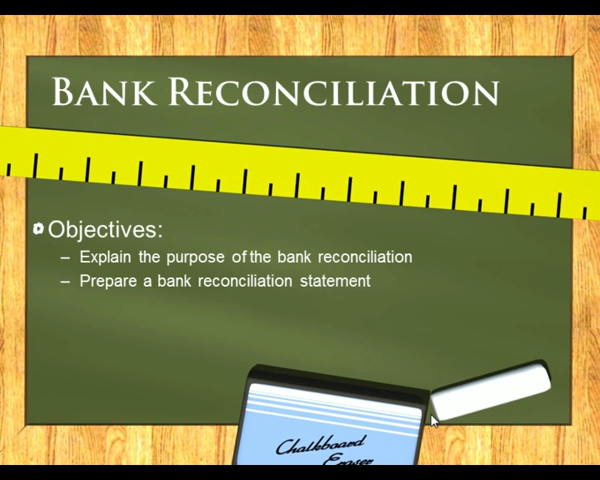 BANK RECONCILIATION
Objectives:
– Explain the purpose of the bank reconciliation
– Prepare a bank reconciliation statement
Chalkboard
Eraser